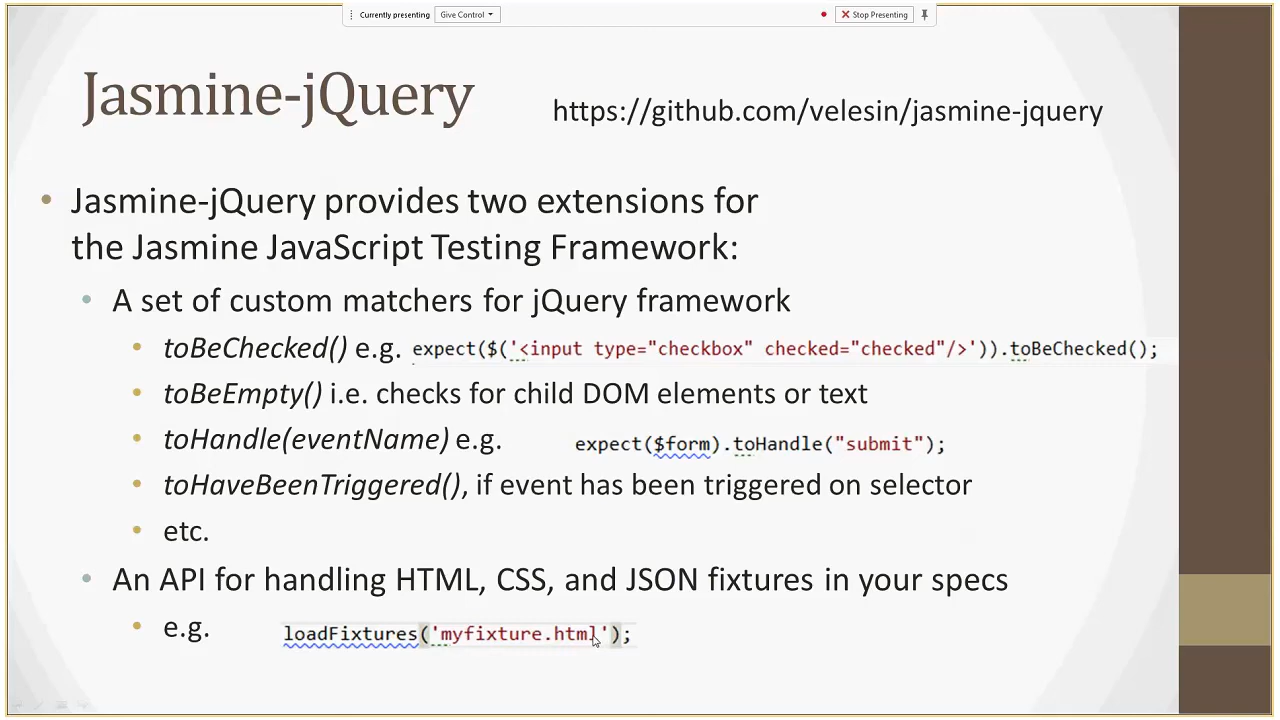 Currently presenting Give Control Stop Presenting
Jasmine-jQuery
https://github.com/velesin/jasmine-jquery
• Jasmine-jQuery provides two extensions for
the Jasmine JavaScript Testing Framework:
• A set of custom matchers for jQuery framework
• toBeChecked() e.g. expect($('<input type="checkbox" checked="checked"/>')).toBeChecked();
• toBeEmpty() i.e. checks for child DOM elements or text
• toHandle(eventName) e.g. expect($form).toHandle("submit");
• toHaveBeenTriggered(), if event has been triggered on selector
• etc.
• An API for handling HTML, CSS, and JSON fixtures in your specs
• e.g. loadFixtures('myfixture.html');